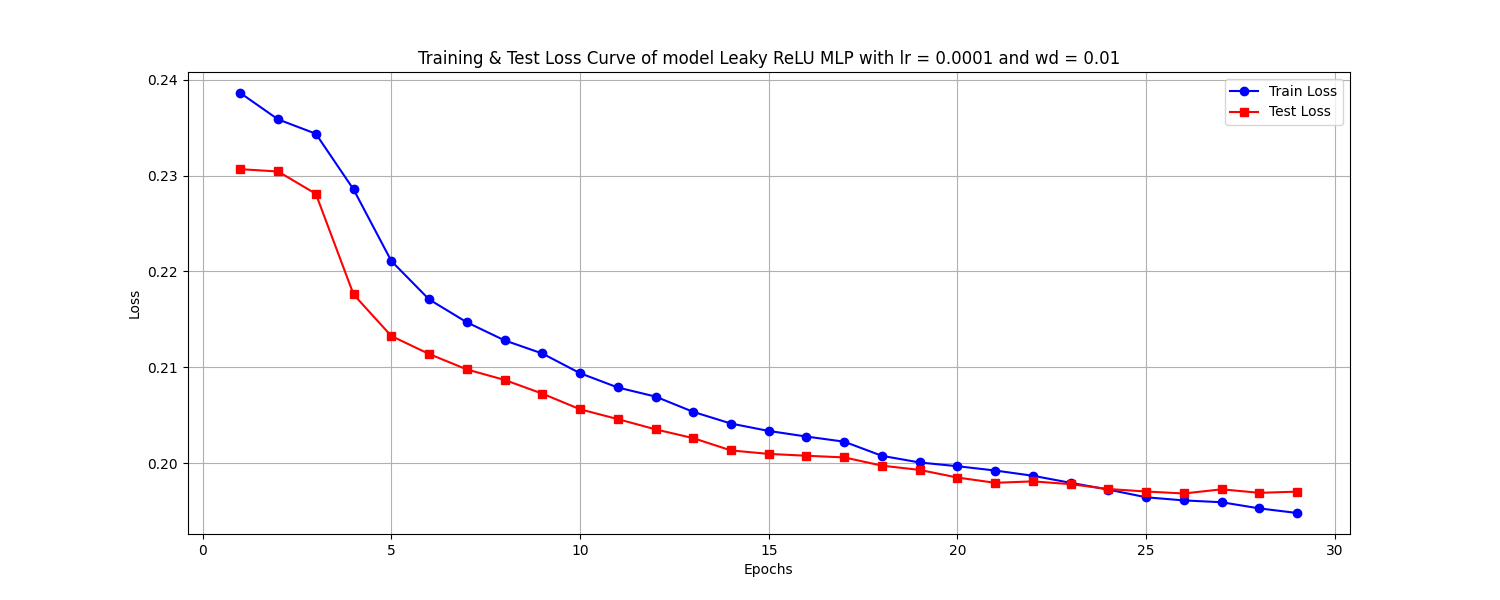 Training & Test Loss Curve of model Leaky ReLU MLP with lr = 0.0001 and wd = 0.01
Train Loss
Test Loss
Loss
0.24
0.23
0.22
0.21
0.20
0 5 10 15 20 25 30
Epochs